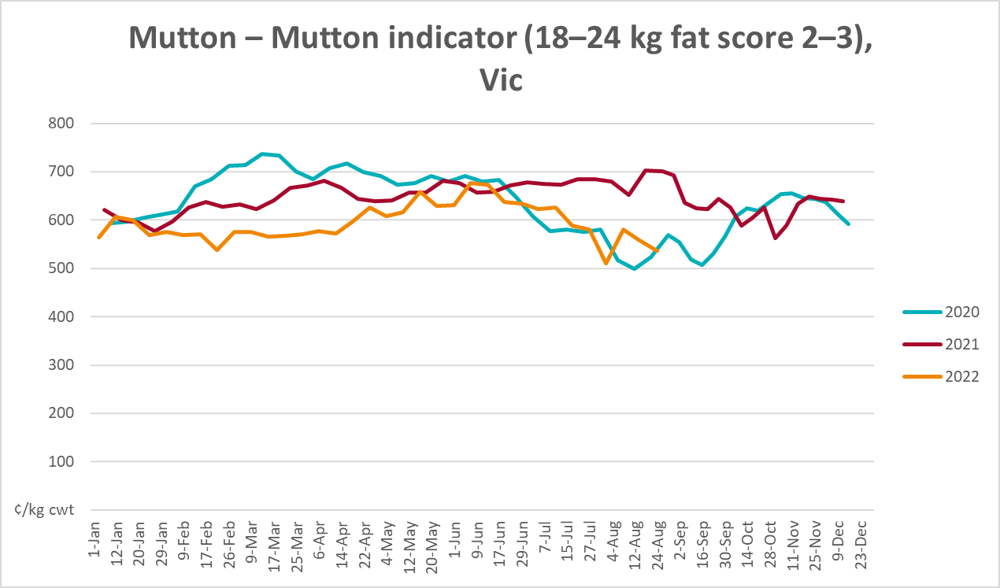 Mutton – Mutton indicator (18–24 kg fat score 2–3),
Vic
800
700
600
500
400
300
200
100
¢/kg cwt
1-Jan
12-Jan
20-Jan
29-Jan
9-Feb
17-Feb
26-Feb
9-Mar
17-Mar
25-Mar
6-Apr
14-Apr
22-Apr
4-May
12-May
20-May
1-Jun
9-Jun
17-Jun
29-Jun
7-Jul
15-Jul
27-Jul
4-Aug
12-Aug
24-Aug
2-Sep
16-Sep
30-Sep
14-Oct
28-Oct
11-Nov
25-Nov
9-Dec
23-Dec
2020
2021
2022